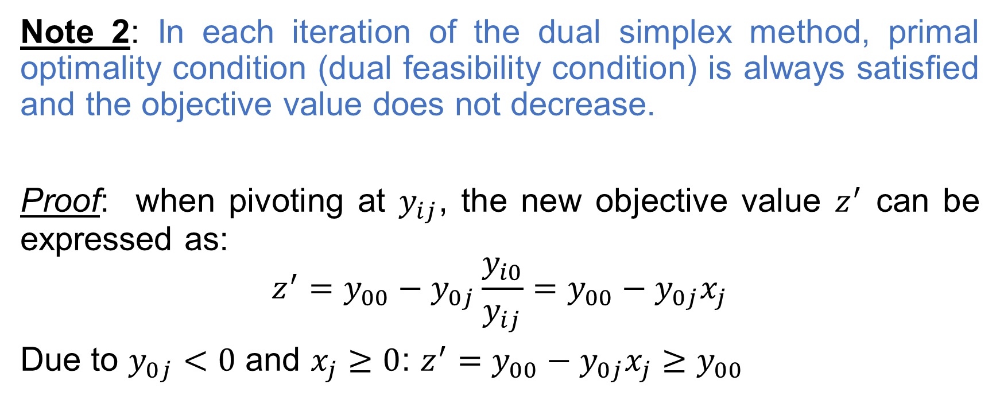 Note 2: In each iteration of the dual simplex method, primal
optimality condition (dual feasibility condition) is always satisfied
and the objective value does not decrease.
Proof: when pivoting at y_{ij}, the new objective value z' can be
expressed as:
z' = y_{00} − y_{0j} \frac{y_{i0}}{y_{ij}} = y_{00} − y_{0j}x_j
Due to y_{0j} < 0 and x_j ≥ 0: z' = y_{00} − y_{0j}x_j ≥ y_{00}